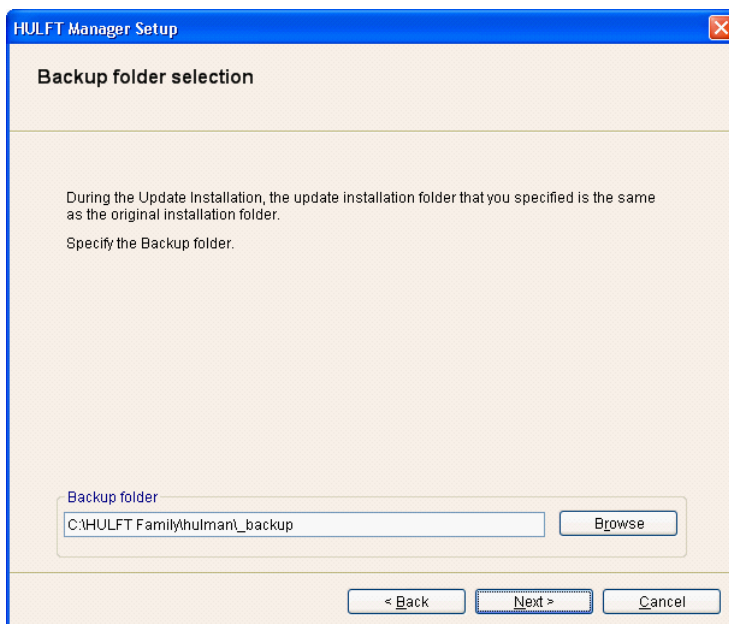 HULFT Manager Setup
Backup folder selection
During the Update Installation, the update installation folder that you specified is the same
as the original installation folder.
Specify the Backup folder.
Backup folder
C:\HULFT Family\hulman\_backup
Browse
< Back
Next >
Cancel